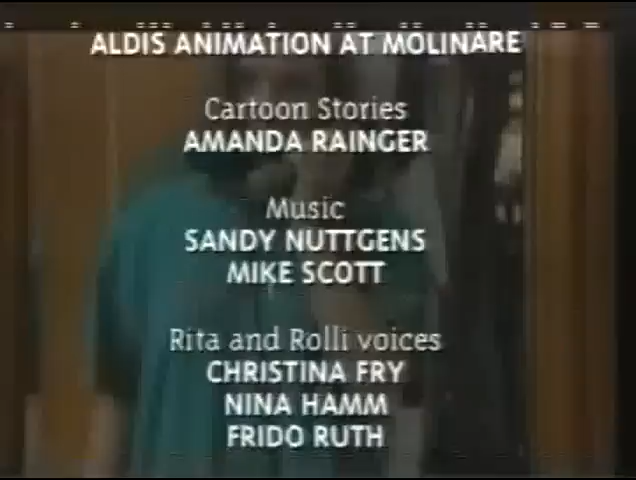 ALDIS ANIMATION AT MOLINARE
Cartoon Stories
AMANDA RAINGER
Music
SANDY NUTTGENS
MIKE SCOTT
Rita and Rolli voices
CHRISTINA FRY
NINA HAMM
FRIDO RUTH